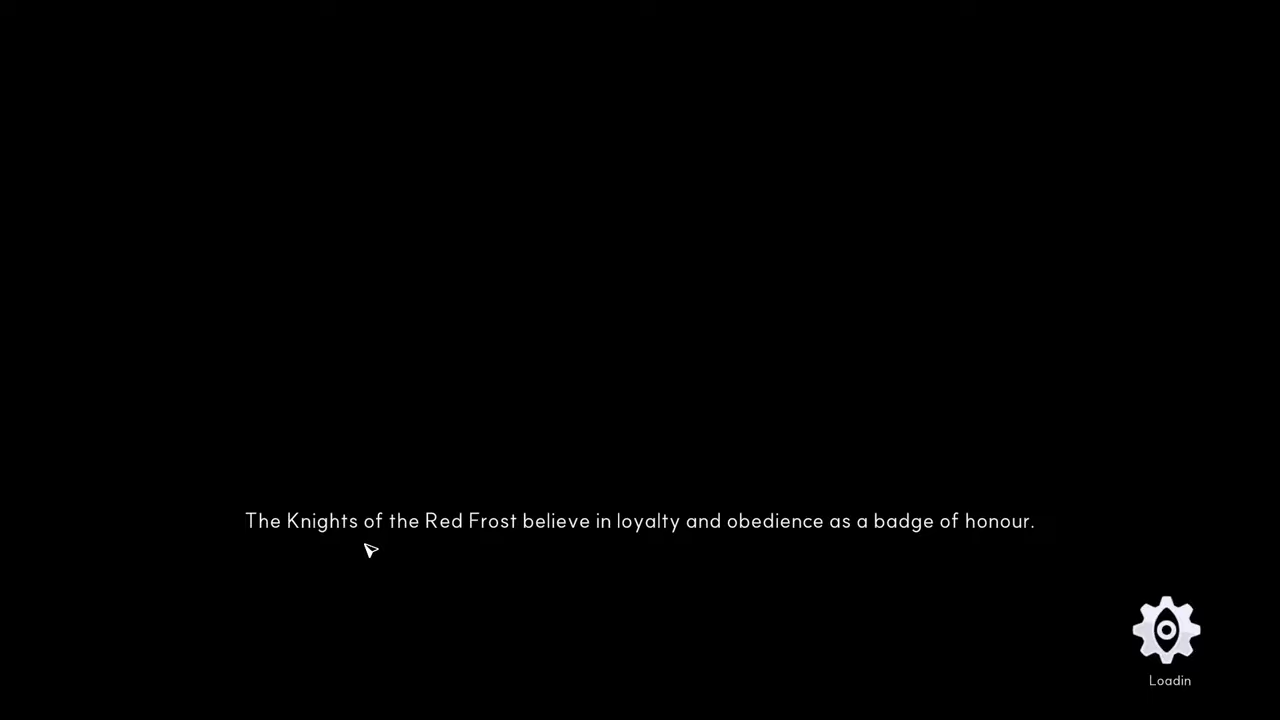 The Knights of the Red Frost believe in loyalty and obedience as a badge of honour.
Loadin